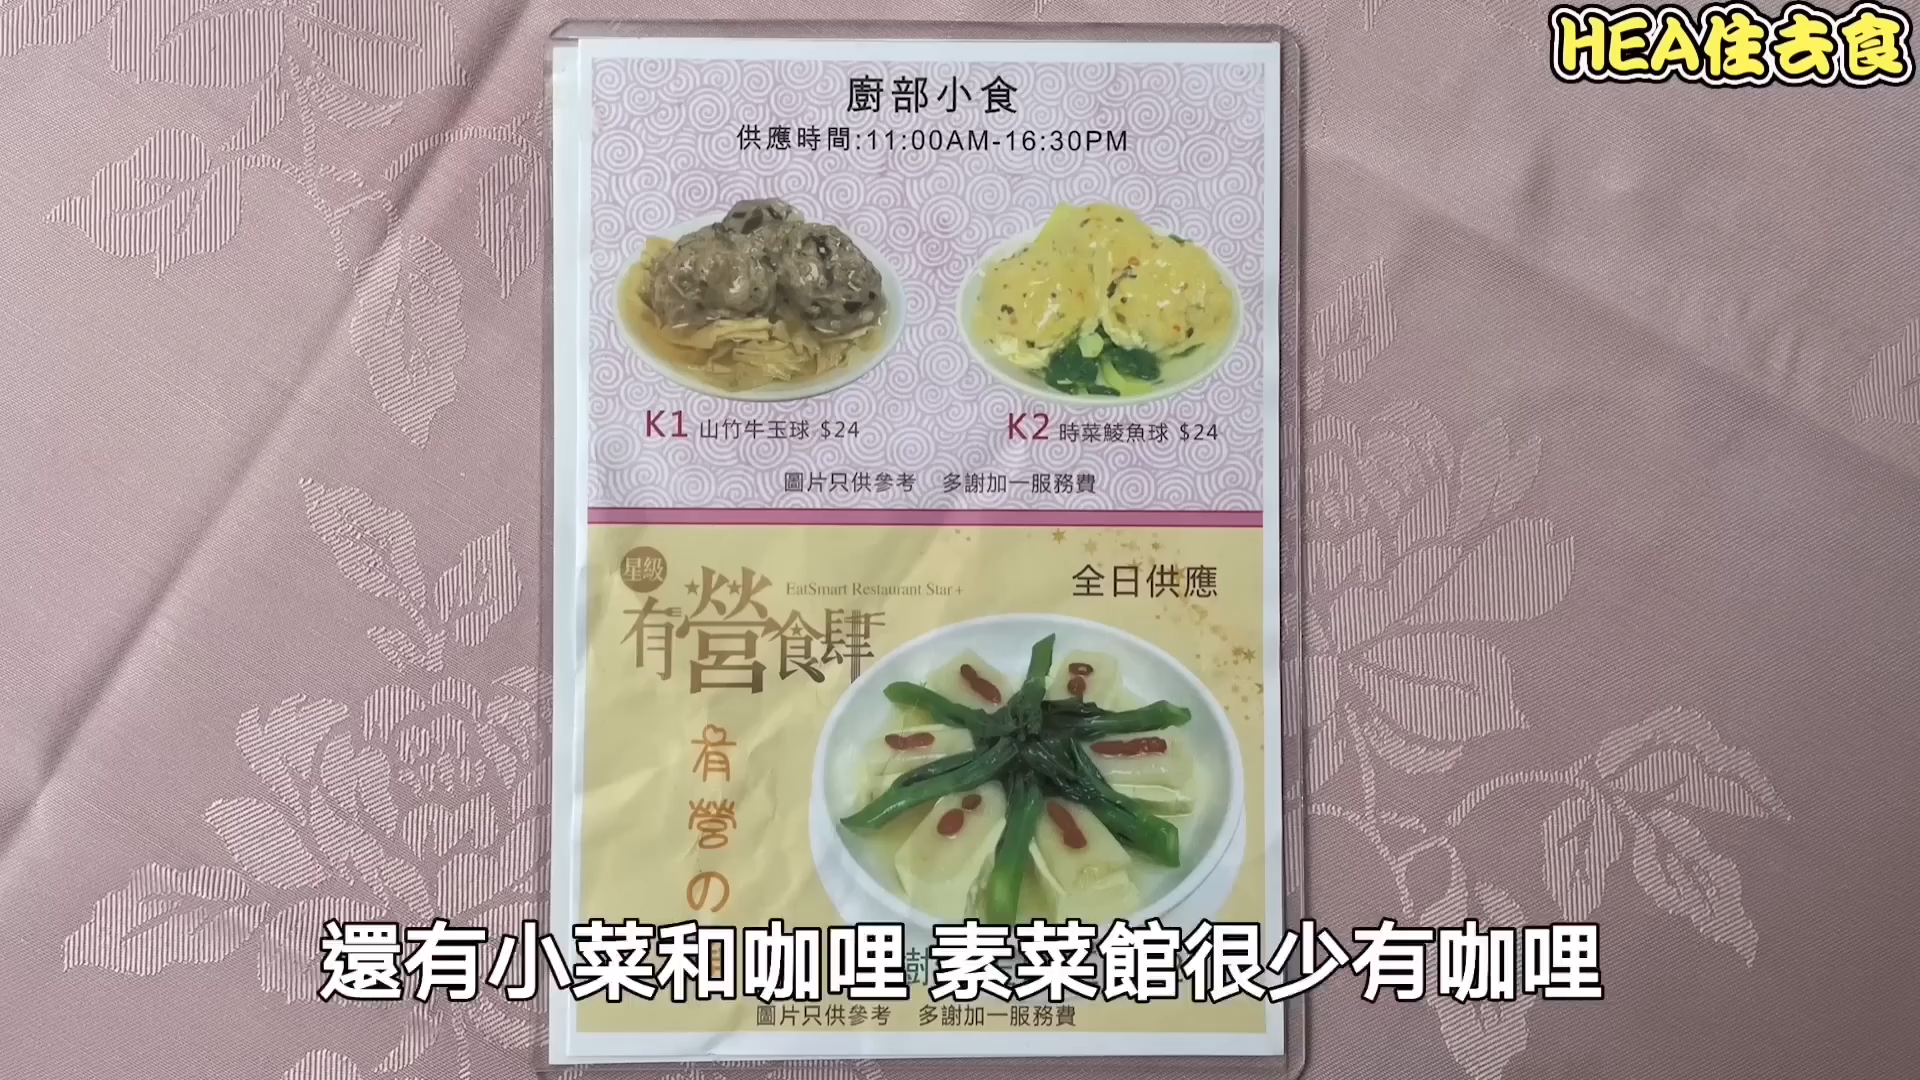 HEA住去食
廚部小食
供應時間:11:00AM-16:30PM
K1 山竹牛玉球 $24
K2 時菜鯪魚球 $24
圖片只供參考 多謝加一服務費
星級
有營食肆
EatSmart Restaurant Star+
全日供應
有營の
樹
還有小菜和咖哩 素菜館很少有咖哩
圖片只供參考 多謝加一服務費